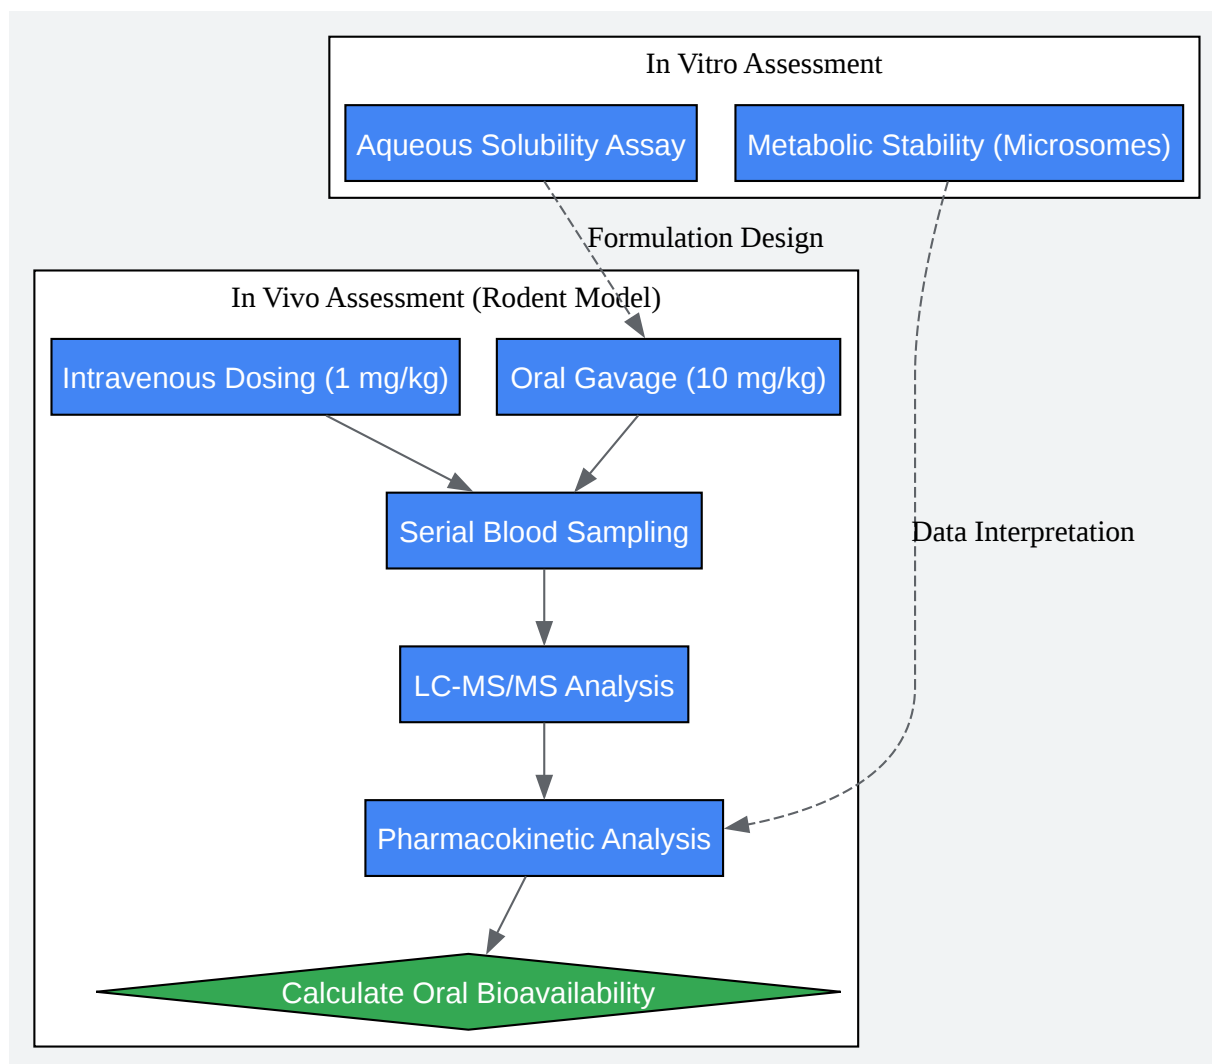 In Vitro Assessment
Aqueous Solubility Assay
Metabolic Stability (Microsomes)
Formulation Design
In Vivo Assessment (Rodent Model)
Intravenous Dosing (1 mg/kg)
Oral Gavage (10 mg/kg)
Serial Blood Sampling
Data Interpretation
LC-MS/MS Analysis
Pharmacokinetic Analysis
Calculate Oral Bioavailability